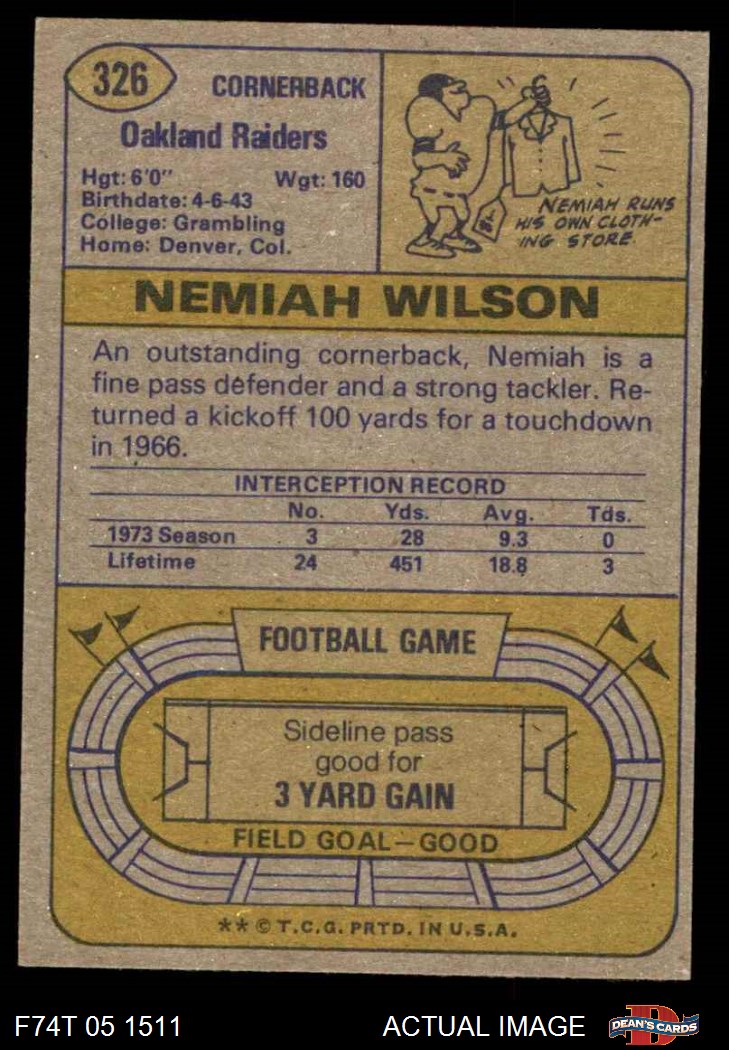 326
CORNERBACK
Oakland Raiders
Hgt: 6'0" Wgt: 160
Birthdate: 4-6-43
College: Grambling
Home: Denver, Col.
NEMIAH RUNS
HIS OWN CLOTH-
ING STORE.
NEMIAH WILSON
An outstanding cornerback, Nemiah is a
fine pass defender and a strong tackler. Re-
turned a kickoff 100 yards for a touchdown
in 1966.
INTERCEPTION RECORD
No. Yds. Avg. Tds.
1973 Season 3 28 9.3 0
Lifetime 24 451 18.8 3
FOOTBALL GAME
Sideline pass
good for
3 YARD GAIN
FIELD GOAL—GOOD
** © T.C.G. PRTD. IN U.S.A.
F74T 05 1511 ACTUAL IMAGE DEAN'S CARDS